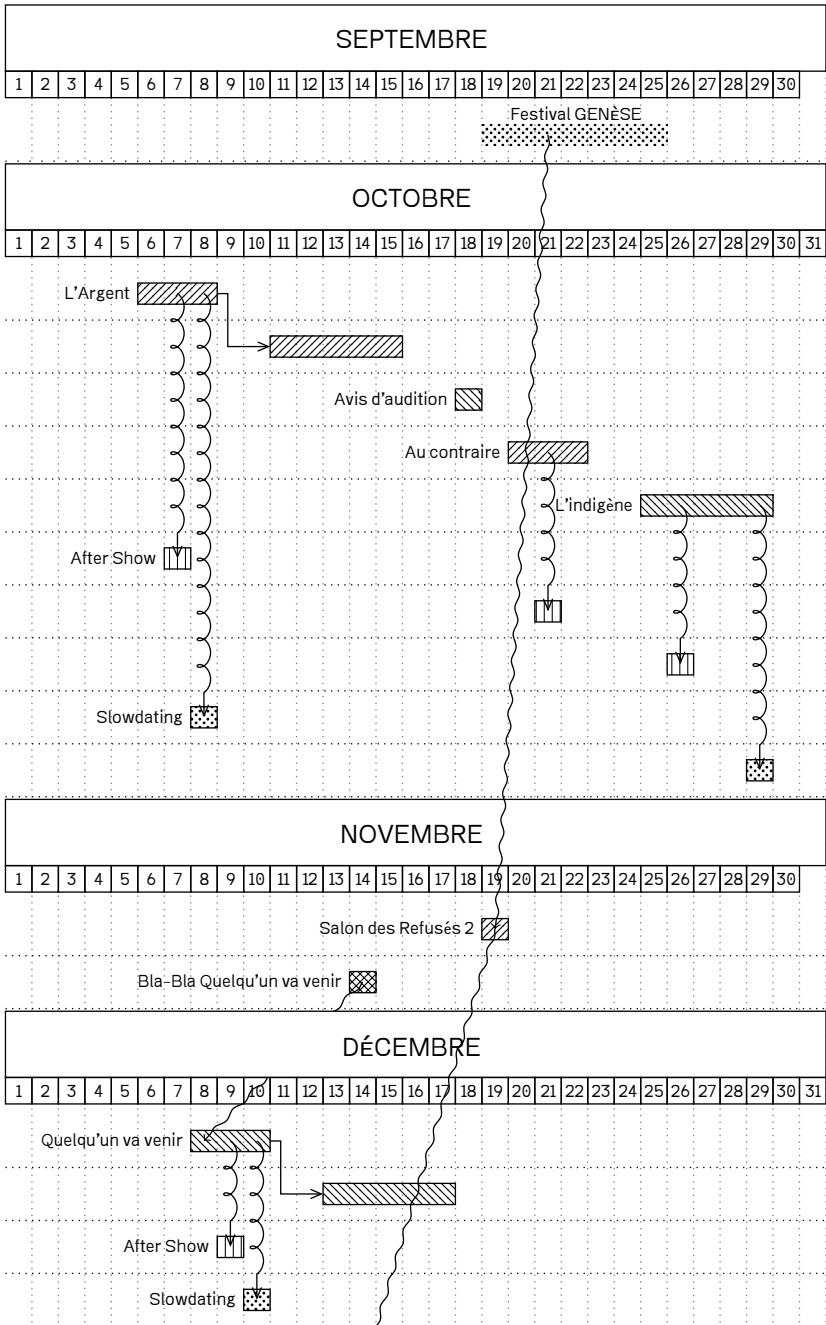 SEPTEMBRE
1 2 3 4 5 6 7 8 9 10 11 12 13 14 15 16 17 18 19 20 21 22 23 24 25 26 27 28 29 30
Festival GENÈSE
OCTOBRE
1 2 3 4 5 6 7 8 9 10 11 12 13 14 15 16 17 18 19 20 21 22 23 24 25 26 27 28 29 30 31
L'Argent
Avis d'audition
Au contraire
L'indigène
After Show
Slowdating
NOVEMBRE
1 2 3 4 5 6 7 8 9 10 11 12 13 14 15 16 17 18 19 20 21 22 23 24 25 26 27 28 29 30
Salon des Refusés 2
Bla-Bla Quelqu'un va venir
DÉCEMBRE
1 2 3 4 5 6 7 8 9 10 11 12 13 14 15 16 17 18 19 20 21 22 23 24 25 26 27 28 29 30 31
Quelqu'un va venir
After Show
Slowdating